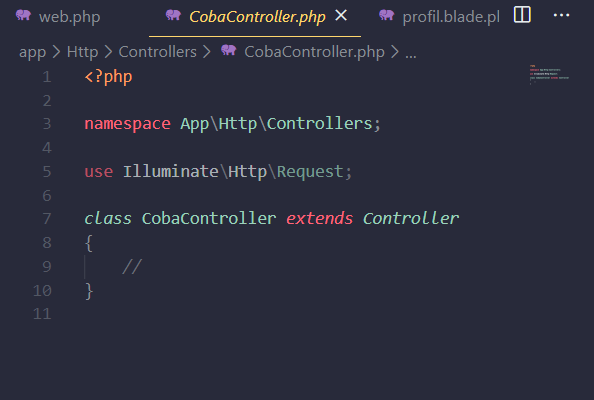 web.php CobaController.php profil.blade.pl
app > Http > Controllers > CobaController.php > ...
1 <?php
2
3 namespace App\Http\Controllers;
4
5 use Illuminate\Http\Request;
6
7 class CobaController extends Controller
8 {
9 //
10 }
11